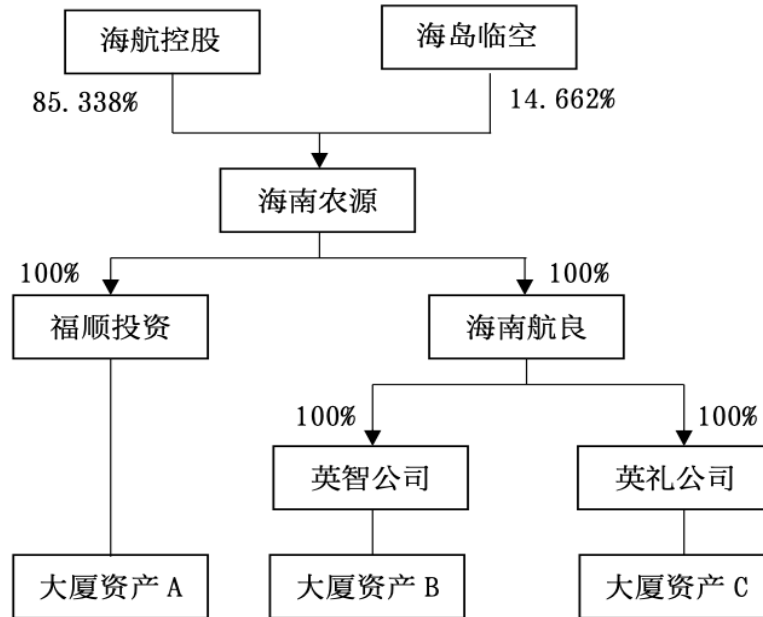 海航控股
海岛临空
85.338%
14.662%
海南农源
100%
100%
福顺投资
海南航良
100%
100%
英智公司
英礼公司
大厦资产 A
大厦资产 B
大厦资产 C